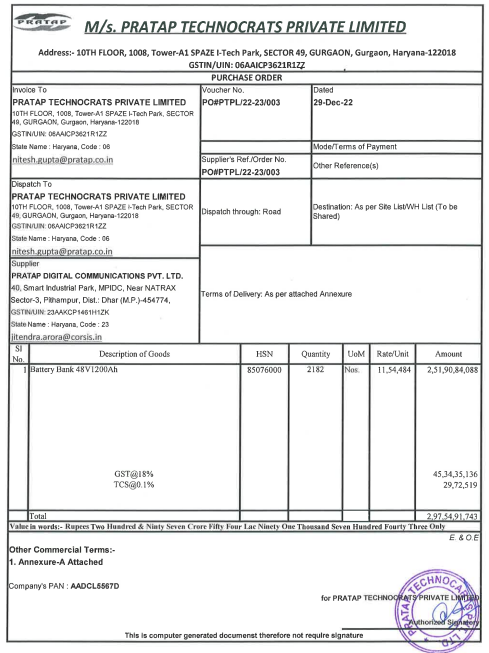 PRATAP
M/s. PRATAP TECHNOCRATS PRIVATE LIMITED
Address:- 10TH FLOOR, 1008, Tower-A1 SPAZE I-Tech Park, SECTOR 49, GURGAON, Gurgaon, Haryana-122018
GSTIN/UIN: 06AAICP3621R1ZZ
PURCHASE ORDER
Invoice To
PRATAP TECHNOCRATS PRIVATE LIMITED
10TH FLOOR, 1008, Tower-A1 SPAZE I-Tech Park, SECTOR
49, GURGAON, Gurgaon, Haryana-122018
GSTIN/UIN: 06AAICP3621R1ZZ
State Name : Haryana, Code : 06
nitesh.gupta@pratap.co.in
Voucher No.
PO#PTPL/22-23/003
Dated
29-Dec-22
Mode/Terms of Payment
Supplier's Ref./Order No.
PO#PTPL/22-23/003
Other Reference(s)
Dispatch To
PRATAP TECHNOCRATS PRIVATE LIMITED
10TH FLOOR, 1008, Tower-A1 SPAZE I-Tech Park, SECTOR
49, GURGAON, Gurgaon, Haryana-122018
GSTIN/UIN: 06AAICP3621R1ZZ
State Name : Haryana, Code : 06
nitesh.gupta@pratap.co.in
Dispatch through: Road
Destination: As per Site List/WH List (To be
Shared)
Supplier
PRATAP DIGITAL COMMUNICATIONS PVT. LTD.
40, Smart Industrial Park, MPIDC, Near NATRAX
Sector-3, Pithampur, Dist.: Dhar (M.P.)-454774,
GSTIN/UIN: 23AAKCP1461H1ZK
State Name : Haryana, Code : 23
jitendra.arora@corsis.in
Terms of Delivery: As per attached Annexure
Sl No. Description of Goods HSN Quantity UoM Rate/Unit Amount
1 Battery Bank 48V1200Ah 85076000 2182 Nos. 11,54,484 2,51,90,84,088
GST@18% 45,34,35,136
TCS@0.1% 29,72,519
Total 2,97,54,91,743
Value in words:- Rupees Two Hundred & Ninty Seven Crore Fifty Four Lac Ninety One Thousand Seven Hundred Fourty Three Only
E. & O.E
Other Commercial Terms:-
1. Annexure-A Attached
Company's PAN : AADCL5567D
for PRATAP TECHNOCRATS PRIVATE LIMITED
Authorized Signatory
This is computer generated documenst therefore not require signature